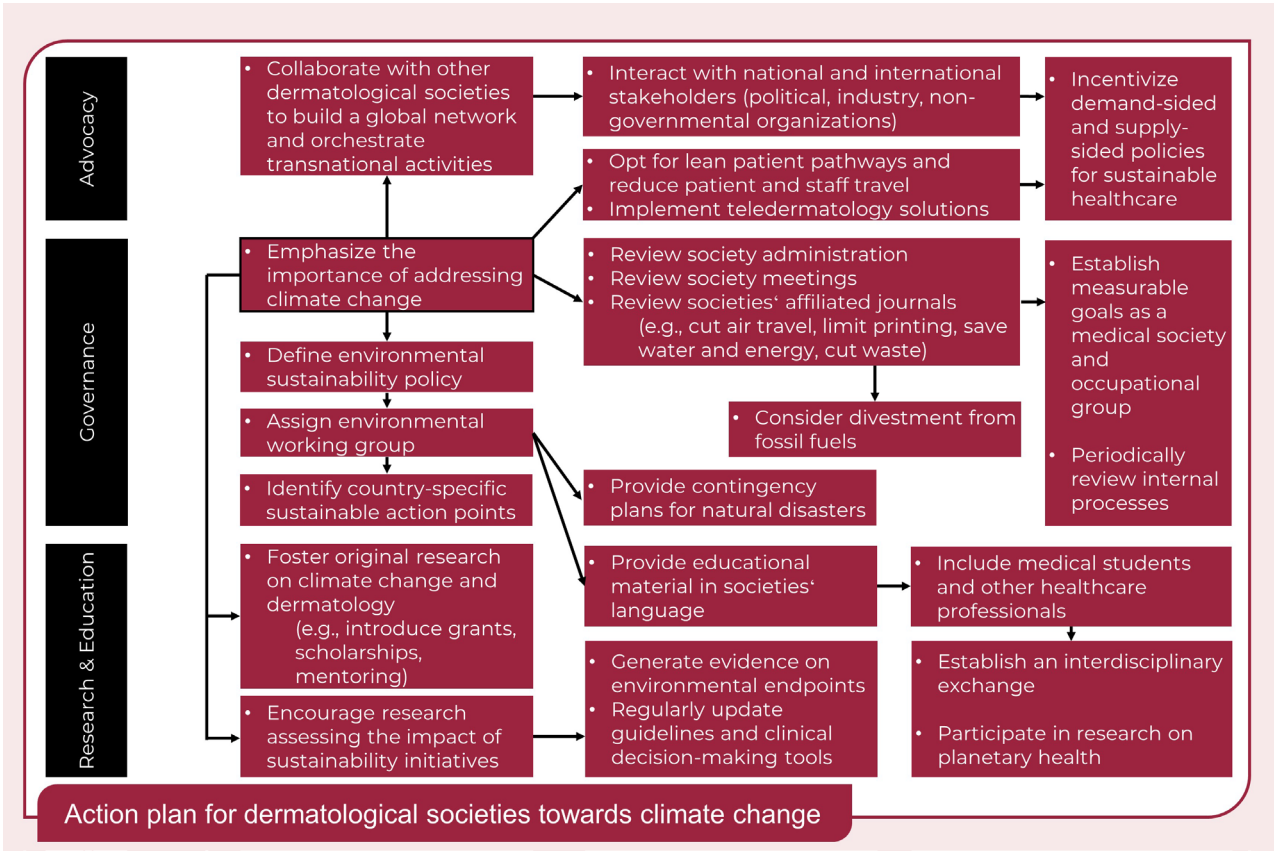 Advocacy
• Collaborate with other
dermatological societies
to build a global network
and orchestrate
transnational activities
• Interact with national and international
stakeholders (political, industry, non-
governmental organizations)
• Opt for lean patient pathways and
reduce patient and staff travel
• Implement teledermatology solutions
• Incentivize
demand-sided
and supply-
sided policies
for sustainable
healthcare
Governance
• Emphasize the
importance of addressing
climate change
• Define environmental
sustainability policy
• Assign environmental
working group
• Identify country-specific
sustainable action points
• Review society administration
• Review society meetings
• Review societies‘ affiliated journals
(e.g., cut air travel, limit printing, save
water and energy, cut waste)
• Consider divestment from
fossil fuels
• Provide contingency
plans for natural disasters
• Establish
measurable
goals as a
medical society
and
occupational
group
• Periodically
review internal
processes
Research & Education
• Foster original research
on climate change and
dermatology
(e.g., introduce grants,
scholarships,
mentoring)
• Encourage research
assessing the impact of
sustainability initiatives
• Provide educational
material in societies‘
language
• Generate evidence on
environmental endpoints
• Regularly update
guidelines and clinical
decision-making tools
• Include medical students
and other healthcare
professionals
• Establish an interdisciplinary
exchange
• Participate in research on
planetary health
Action plan for dermatological societies towards climate change